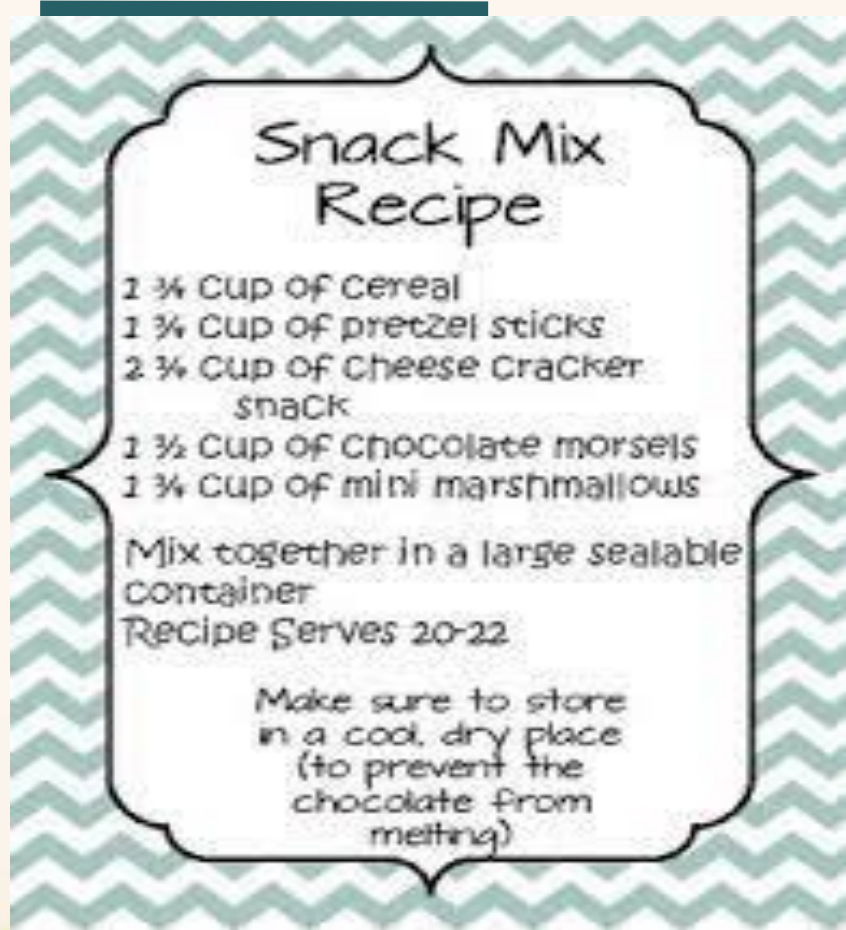 Snack Mix
Recipe
1 ¾ Cup of Cereal
1 ¾ Cup of pretzel sticks
2 ¾ Cup of Cheese Cracker
snack
1 ½ Cup of Chocolate morsels
1 ¾ Cup of mini marshmallows
Mix together in a large sealable
container
Recipe Serves 20-22
Make sure to store
in a cool, dry place
(to prevent the
chocolate from
melting)